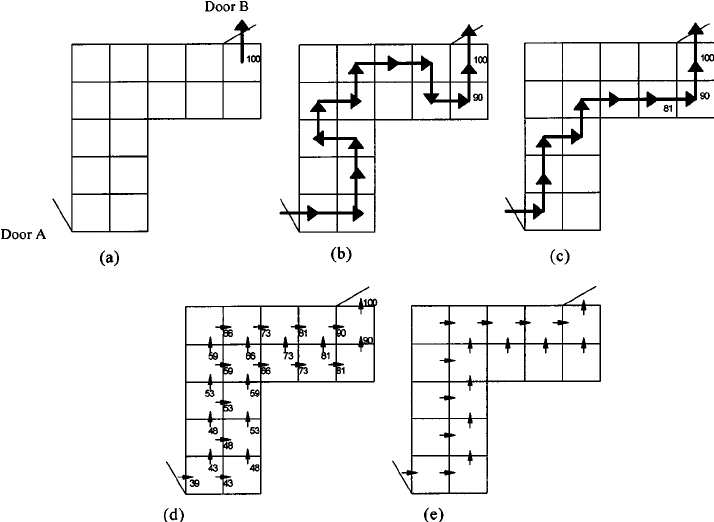 Door B
100
100
90
100
90
81
Door A
(a)
(b)
(c)
100
66 73 81 90
90
59 66 73 81
59 66 73 81
53 59
53
48 53
48
43 48
39 43
(d)
(e)